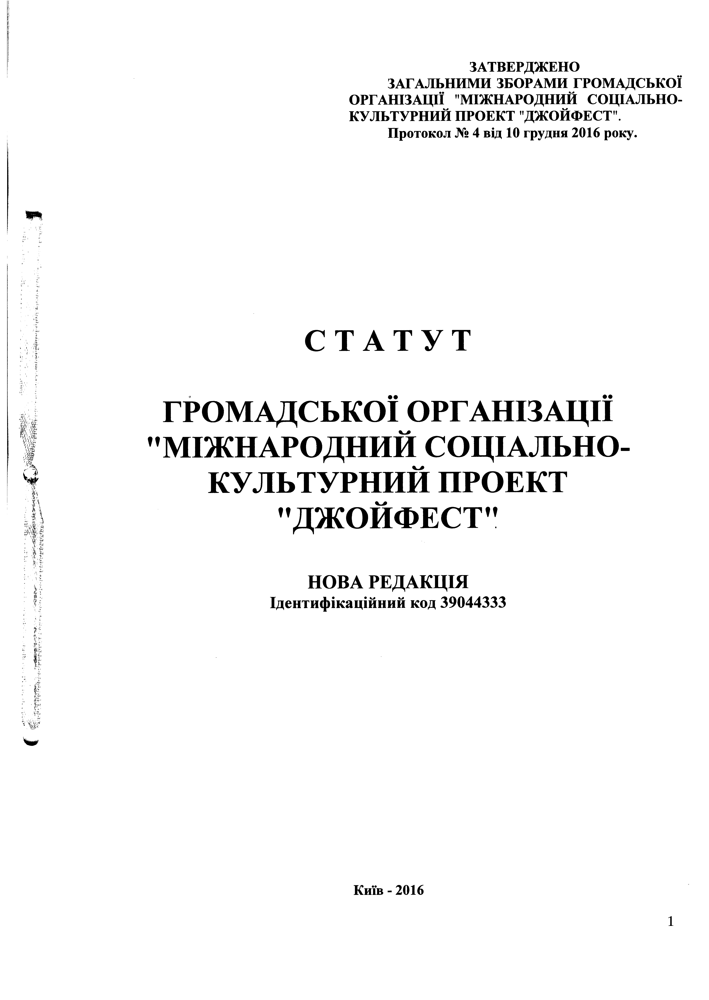 ЗАТВЕРДЖЕНО
ЗАГАЛЬНИМИ ЗБОРАМИ ГРОМАДСЬКОЇ
ОРГАНІЗАЦІЇ "МІЖНАРОДНИЙ СОЦІАЛЬНО-
КУЛЬТУРНИЙ ПРОЕКТ "ДЖОЙФЕСТ".
Протокол № 4 від 10 грудня 2016 року.
С Т А Т У Т
ГРОМАДСЬКОЇ ОРГАНІЗАЦІЇ
"МІЖНАРОДНИЙ СОЦІАЛЬНО-
КУЛЬТУРНИЙ ПРОЕКТ
"ДЖОЙФЕСТ"
НОВА РЕДАКЦІЯ
Ідентифікаційний код 39044333
Київ - 2016
1